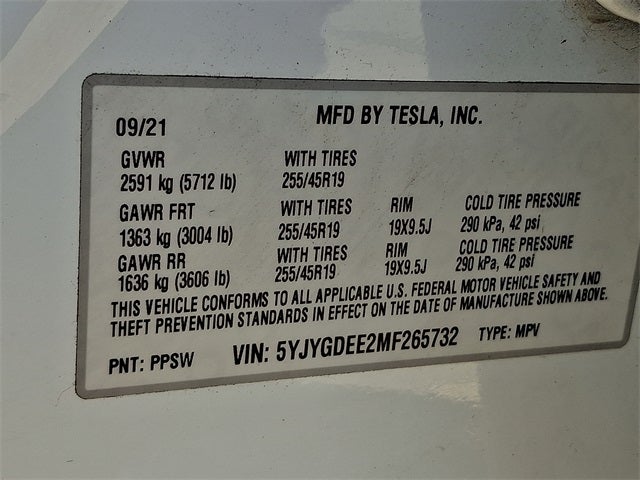 09/21 MFD BY TESLA, INC.
GVWR WITH TIRES
2591 kg (5712 lb) 255/45R19
GAWR FRT WITH TIRES RIM COLD TIRE PRESSURE
1363 kg (3004 lb) 255/45R19 19X9.5J 290 kPa, 42 psi
GAWR RR WITH TIRES RIM COLD TIRE PRESSURE
1636 kg (3606 lb) 255/45R19 19X9.5J 290 kPa, 42 psi
THIS VEHICLE CONFORMS TO ALL APPLICABLE U.S. FEDERAL MOTOR VEHICLE SAFETY AND
THEFT PREVENTION STANDARDS IN EFFECT ON THE DATE OF MANUFACTURE SHOWN ABOVE.
PNT: PPSW VIN: 5YJYGDEE2MF265732 TYPE: MPV